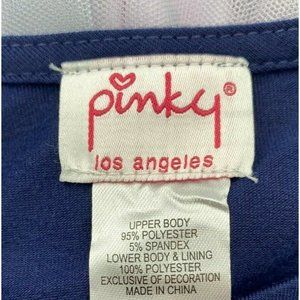 pinky®
los angeles
UPPER BODY
95% POLYESTER
5% SPANDEX
LOWER BODY & LINING
100% POLYESTER
EXCLUSIVE OF DECORATION
MADE IN CHINA